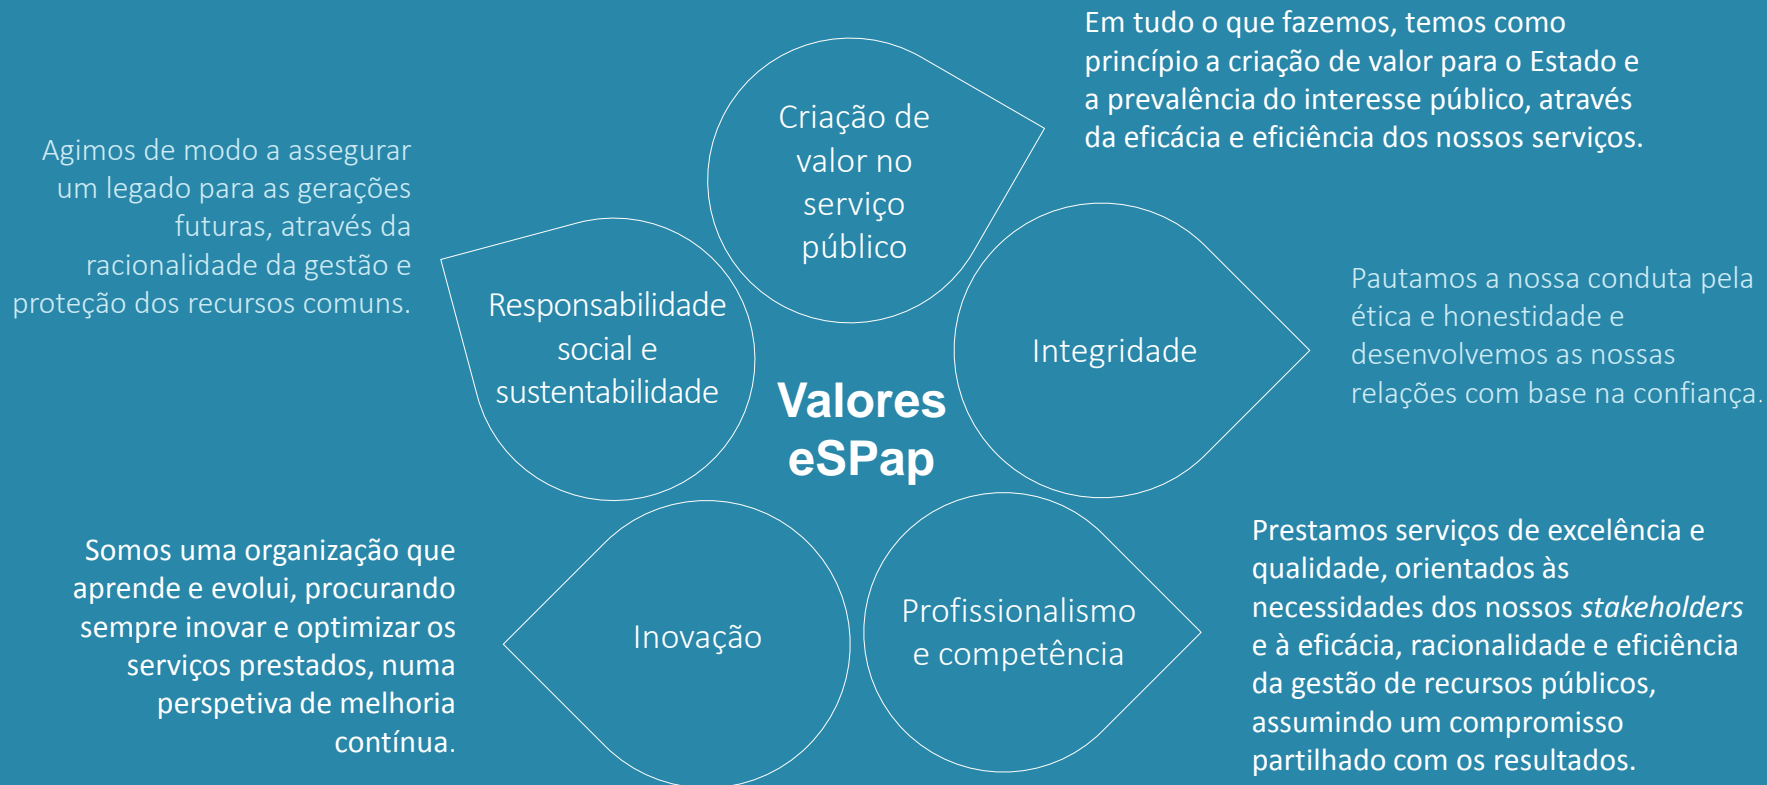 Em tudo o que fazemos, temos como
princípio a criação de valor para o Estado e
a prevalência do interesse público, através
da eficácia e eficiência dos nossos serviços.
Criação de
valor no
serviço
público
Agimos de modo a assegurar
um legado para as gerações
futuras, através da
racionalidade da gestão e
proteção dos recursos comuns.
Responsabilidade
social e
sustentabilidade
Integridade
Pautamos a nossa conduta pela
ética e honestidade e
desenvolvemos as nossas
relações com base na confiança.
Valores
eSPap
Somos uma organização que
aprende e evolui, procurando
sempre inovar e optimizar os
serviços prestados, numa
perspetiva de melhoria
contínua.
Inovação
Profissionalismo
e competência
Prestamos serviços de excelência e
qualidade, orientados às
necessidades dos nossos stakeholders
e à eficácia, racionalidade e eficiência
da gestão de recursos públicos,
assumindo um compromisso
partilhado com os resultados.